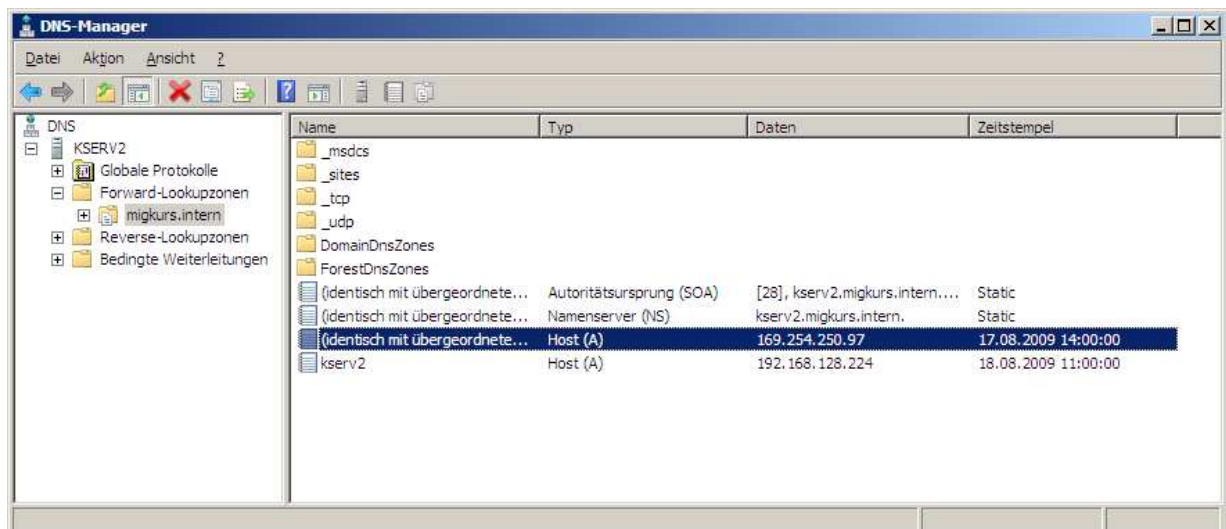 DNS-Manager
Datei Aktion Ansicht ?
DNS
KSERV2
Globale Protokolle
Forward-Lookupzonen
migkurs.intern
Reverse-Lookupzonen
Bedingte Weiterleitungen
Name Typ Daten Zeitstempel
_msdcs
_sites
_tcp
_udp
DomainDnsZones
ForestDnsZones
(identisch mit übergeordnete... Autoritätsursprung (SOA) [28], kserv2.migkurs.intern.... Static
(identisch mit übergeordnete... Namenserver (NS) kserv2.migkurs.intern. Static
(identisch mit übergeordnete... Host (A) 169.254.250.97 17.08.2009 14:00:00
kserv2 Host (A) 192.168.128.224 18.08.2009 11:00:00